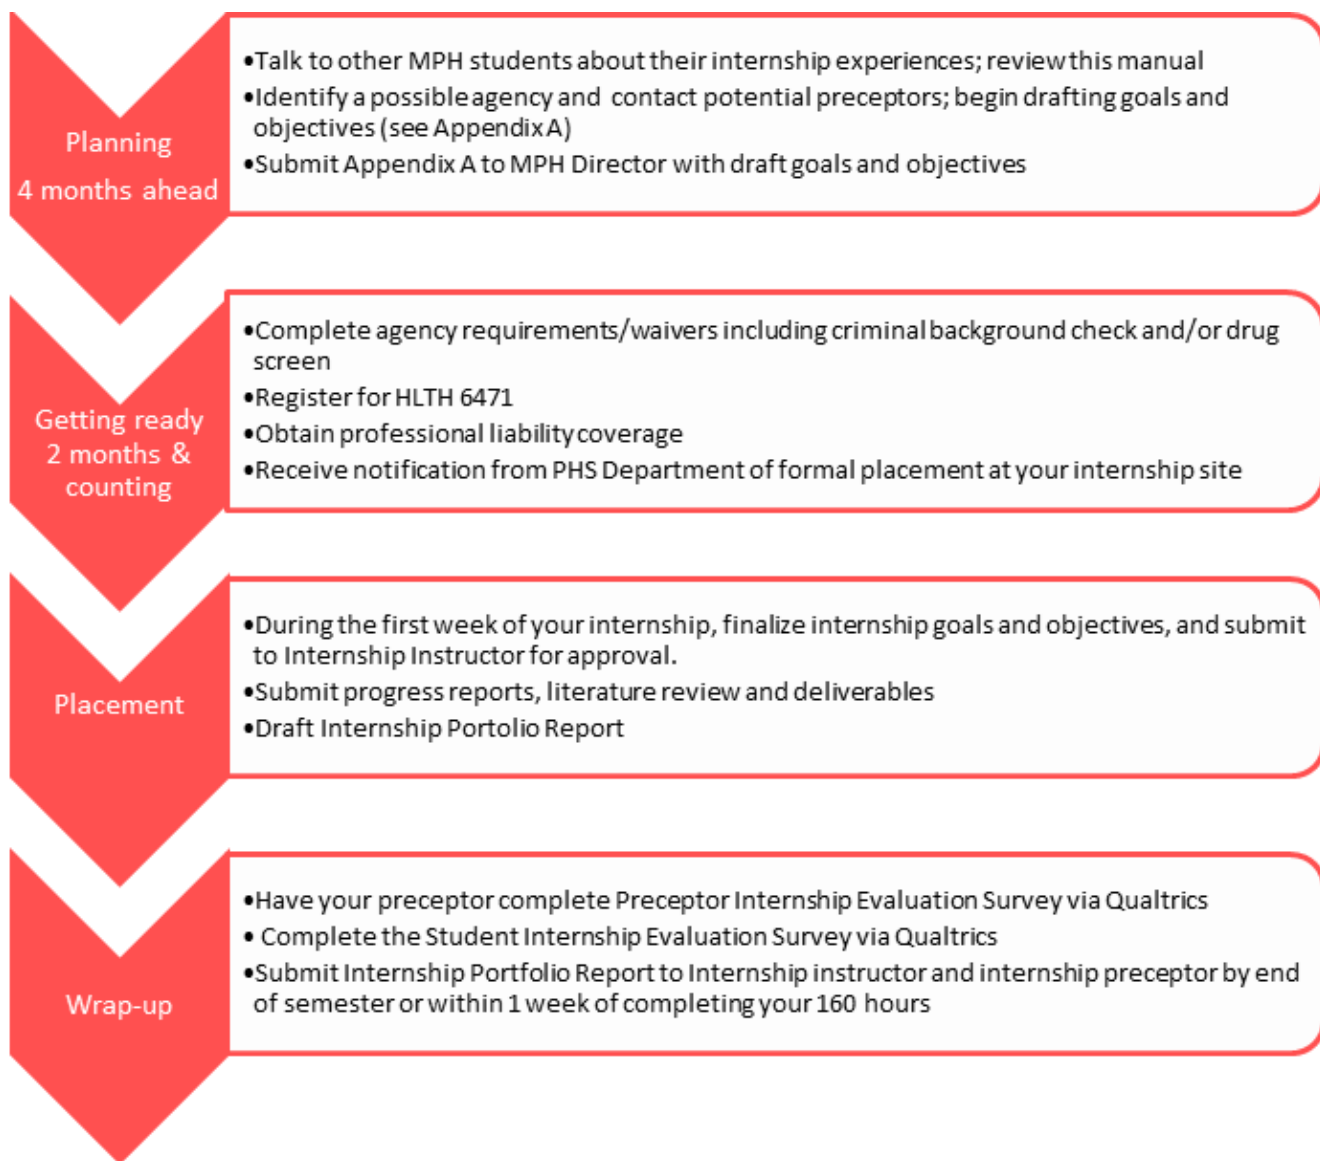 Planning
4 months ahead
•Talk to other MPH students about their internship experiences; review this manual
•Identify a possible agency and contact potential preceptors; begin drafting goals and
objectives (see Appendix A)
•Submit Appendix A to MPH Director with draft goals and objectives
Getting ready
2 months &
counting
•Complete agency requirements/waivers including criminal background check and/or drug
screen
•Register for HLTH 6471
•Obtain professional liability coverage
•Receive notification from PHS Department of formal placement at your internship site
Placement
•During the first week of your internship, finalize internship goals and objectives, and submit
to Internship Instructor for approval.
•Submit progress reports, literature review and deliverables
•Draft Internship Portolio Report
Wrap-up
•Have your preceptor complete Preceptor Internship Evaluation Survey via Qualtrics
• Complete the Student Internship Evaluation Survey via Qualtrics
•Submit Internship Portfolio Report to Internship instructor and internship preceptor by end
of semester or within 1 week of completing your 160 hours